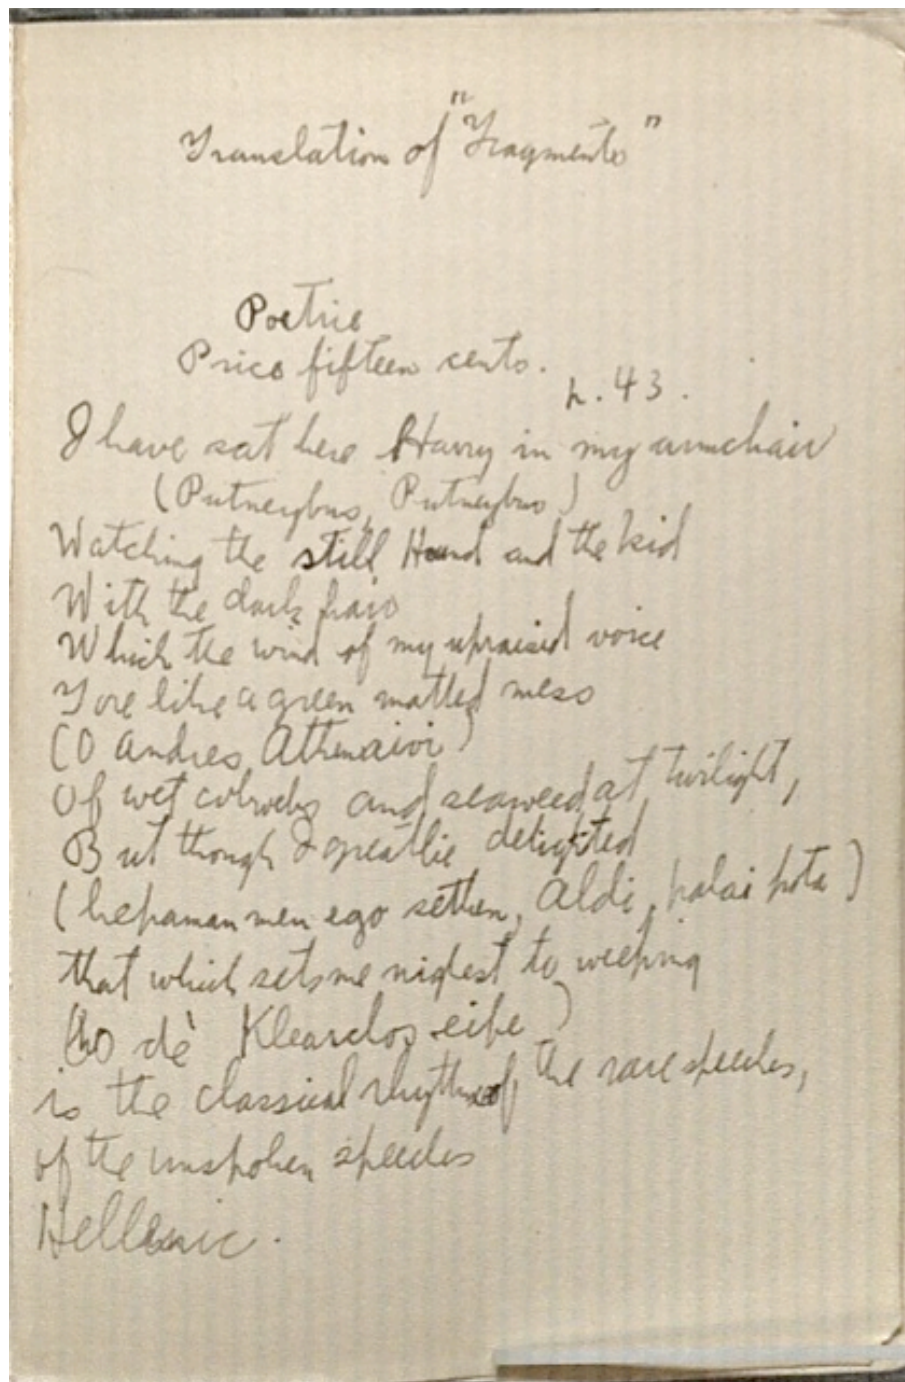 Translation of "Fragments"
Poetrie
Price fifteen cents.
p. 43.
I have sat here Harry in my armchair
(Putneybus, Putneybus)
Watching the still Hound and the kid
With the dark hair
Which the wind of my upraised voice
Tore like a green matted mess
(O andres Athenaioi)
Of wet cobwebs and seaweed at twilight,
But though I greatlie delighted
(hepaman men ego sethen, Aldi, palai pota)
that which sets me nighest to weeping
(ho dè Klearchos eipe)
is the classical rhythm of the rare speeches,
of the unspoken speeches
Hellenic.